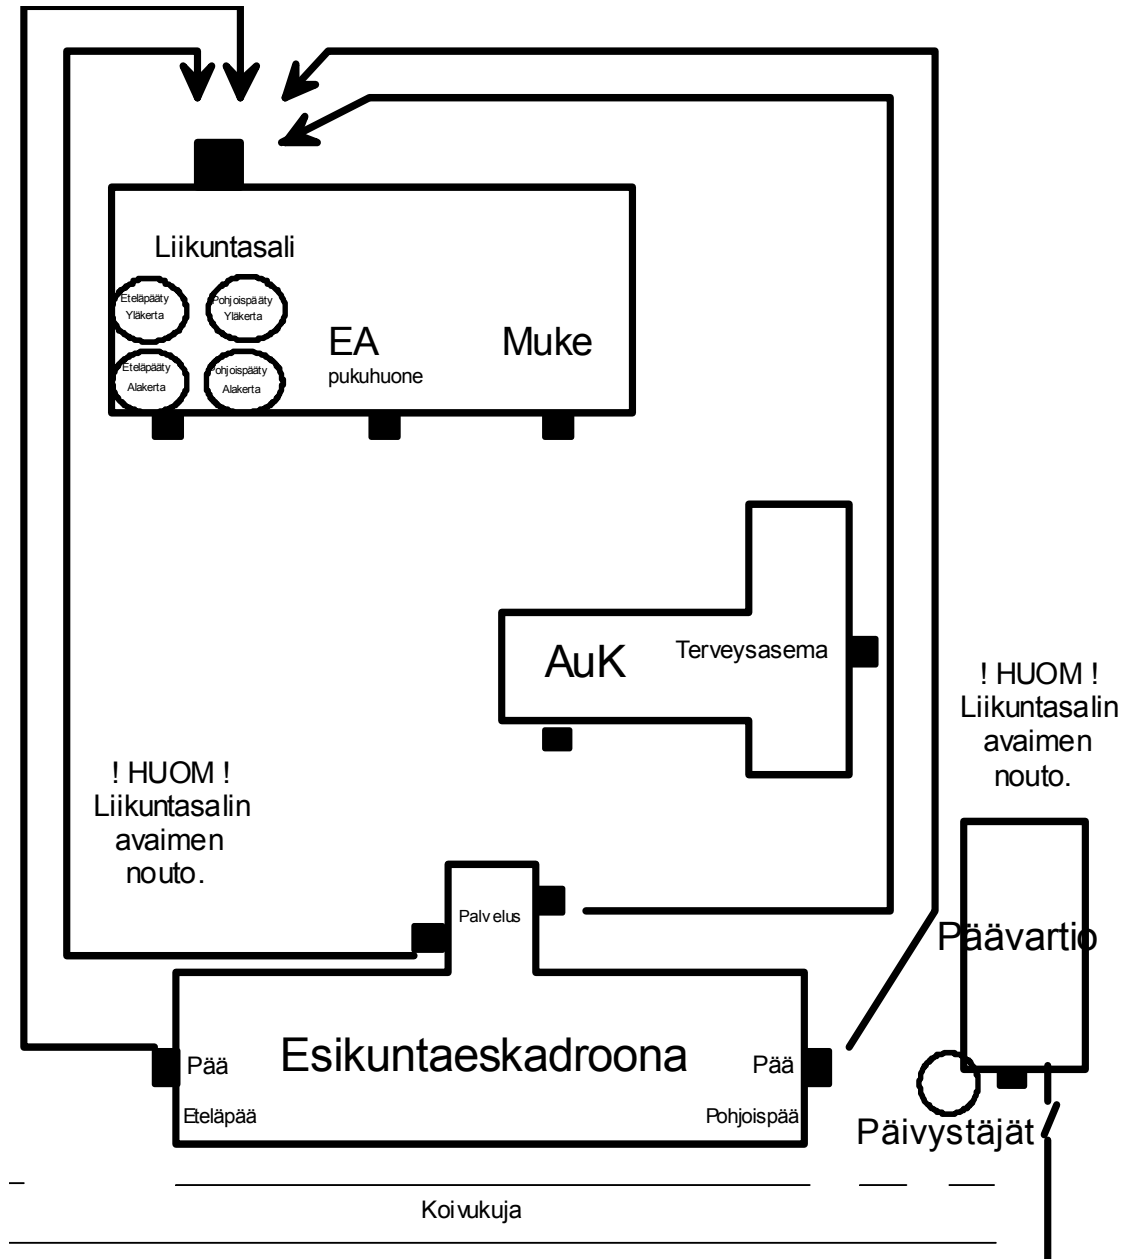 Liikuntasali
Eteläpääty
Yläkerta
Pohjoispääty
Yläkerta
Eteläpääty
Alakerta
Pohjoispääty
Alakerta
EA
pukuhuone
Muke
AuK
Terveysasema
! HUOM !
Liikuntasalin
avaimen
nouto.
! HUOM !
Liikuntasalin
avaimen
nouto.
Palvelus
Päävartio
Esikuntaeskadroona
Pää
Eteläpää
Pää
Pohjoispää
Päivystäjät
Koivukuja